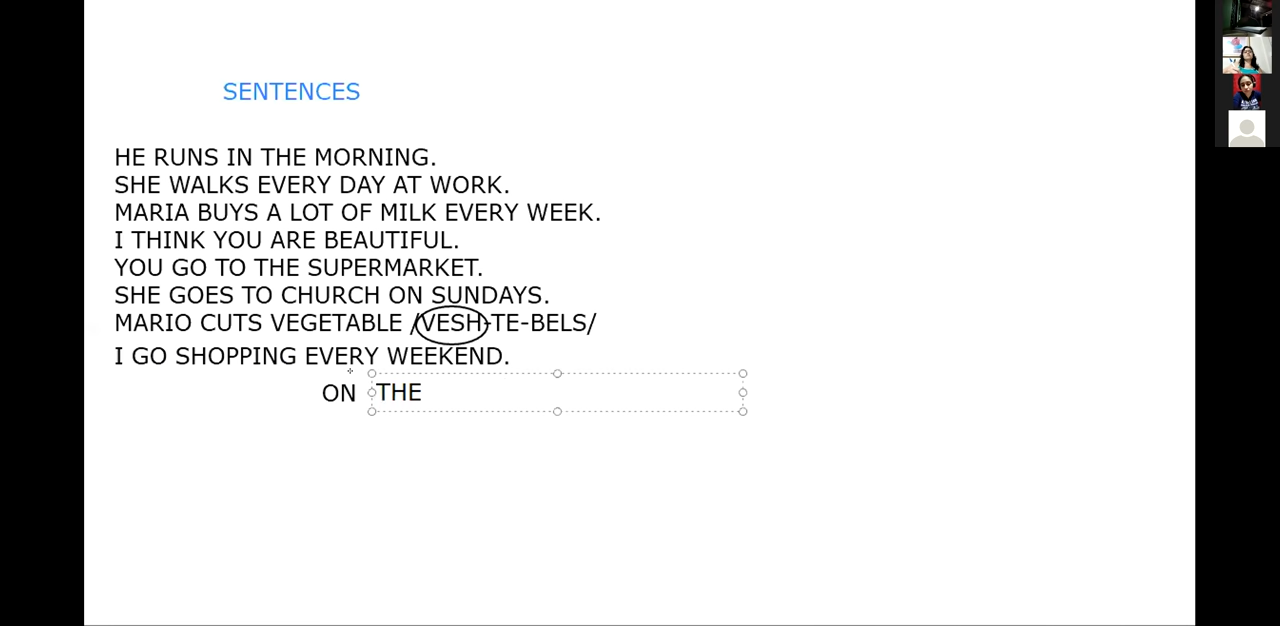 SENTENCES
HE RUNS IN THE MORNING.
SHE WALKS EVERY DAY AT WORK.
MARIA BUYS A LOT OF MILK EVERY WEEK.
I THINK YOU ARE BEAUTIFUL.
YOU GO TO THE SUPERMARKET.
SHE GOES TO CHURCH ON SUNDAYS.
MARIO CUTS VEGETABLE /VESH-TE-BELS/
I GO SHOPPING EVERY WEEKEND.
ON THE